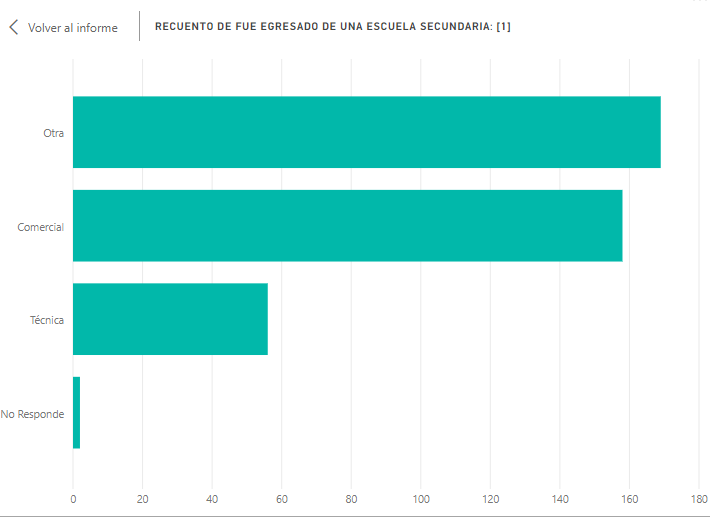 Volver al informe
RECUENTO DE FUE EGRESADO DE UNA ESCUELA SECUNDARIA: [1]
Otra
Comercial
Técnica
No Responde
0 20 40 60 80 100 120 140 160 180